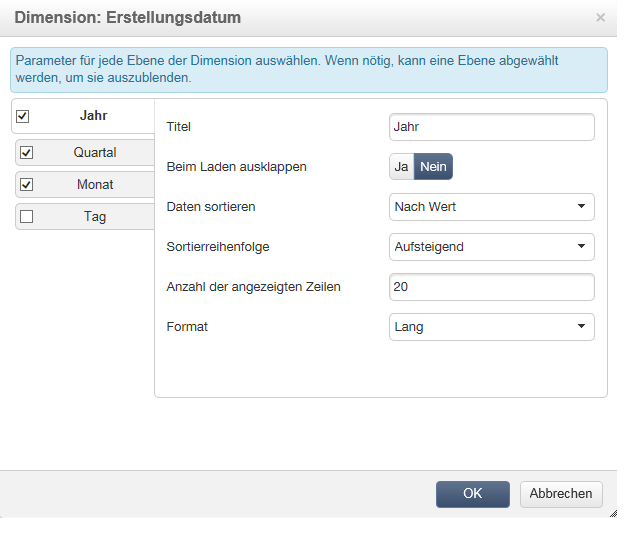 Dimension: Erstellungsdatum
×
Parameter für jede Ebene der Dimension auswählen. Wenn nötig, kann eine Ebene abgewählt
werden, um sie auszublenden.
Jahr
Quartal
Monat
Tag
Titel
Jahr
Beim Laden ausklappen
Ja Nein
Daten sortieren
Nach Wert
Sortierreihenfolge
Aufsteigend
Anzahl der angezeigten Zeilen
20
Format
Lang
OK
Abbrechen